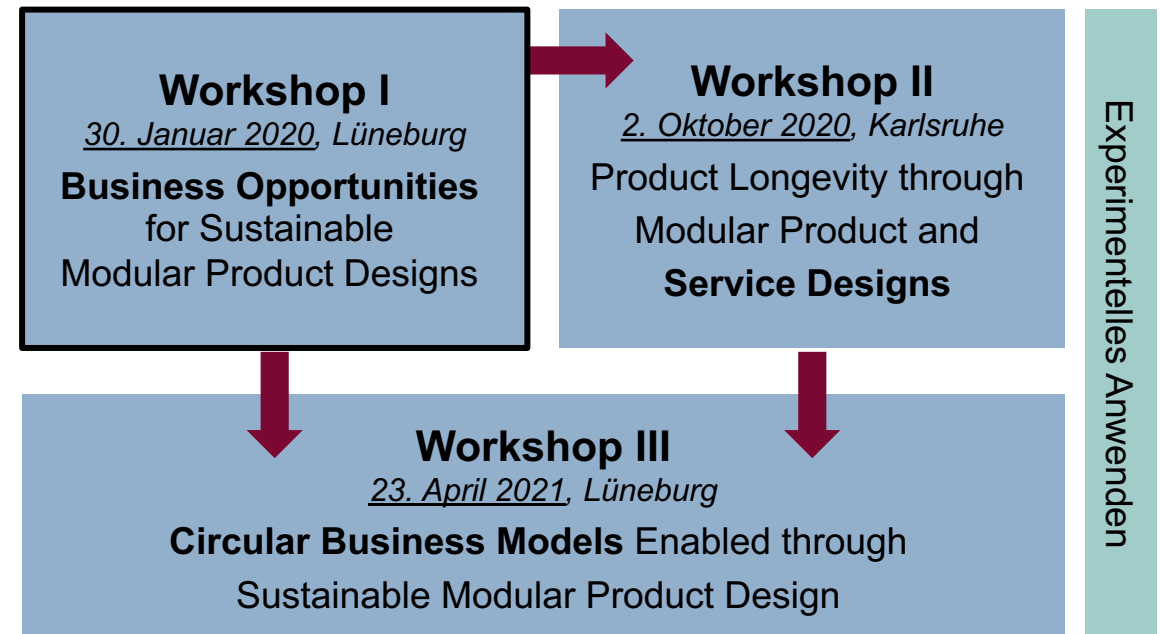 Workshop I
30. Januar 2020, Lüneburg
Business Opportunities
for Sustainable
Modular Product Designs
Workshop II
2. Oktober 2020, Karlsruhe
Product Longevity through
Modular Product and
Service Designs
Workshop III
23. April 2021, Lüneburg
Circular Business Models Enabled through
Sustainable Modular Product Design
Experimentelles Anwenden